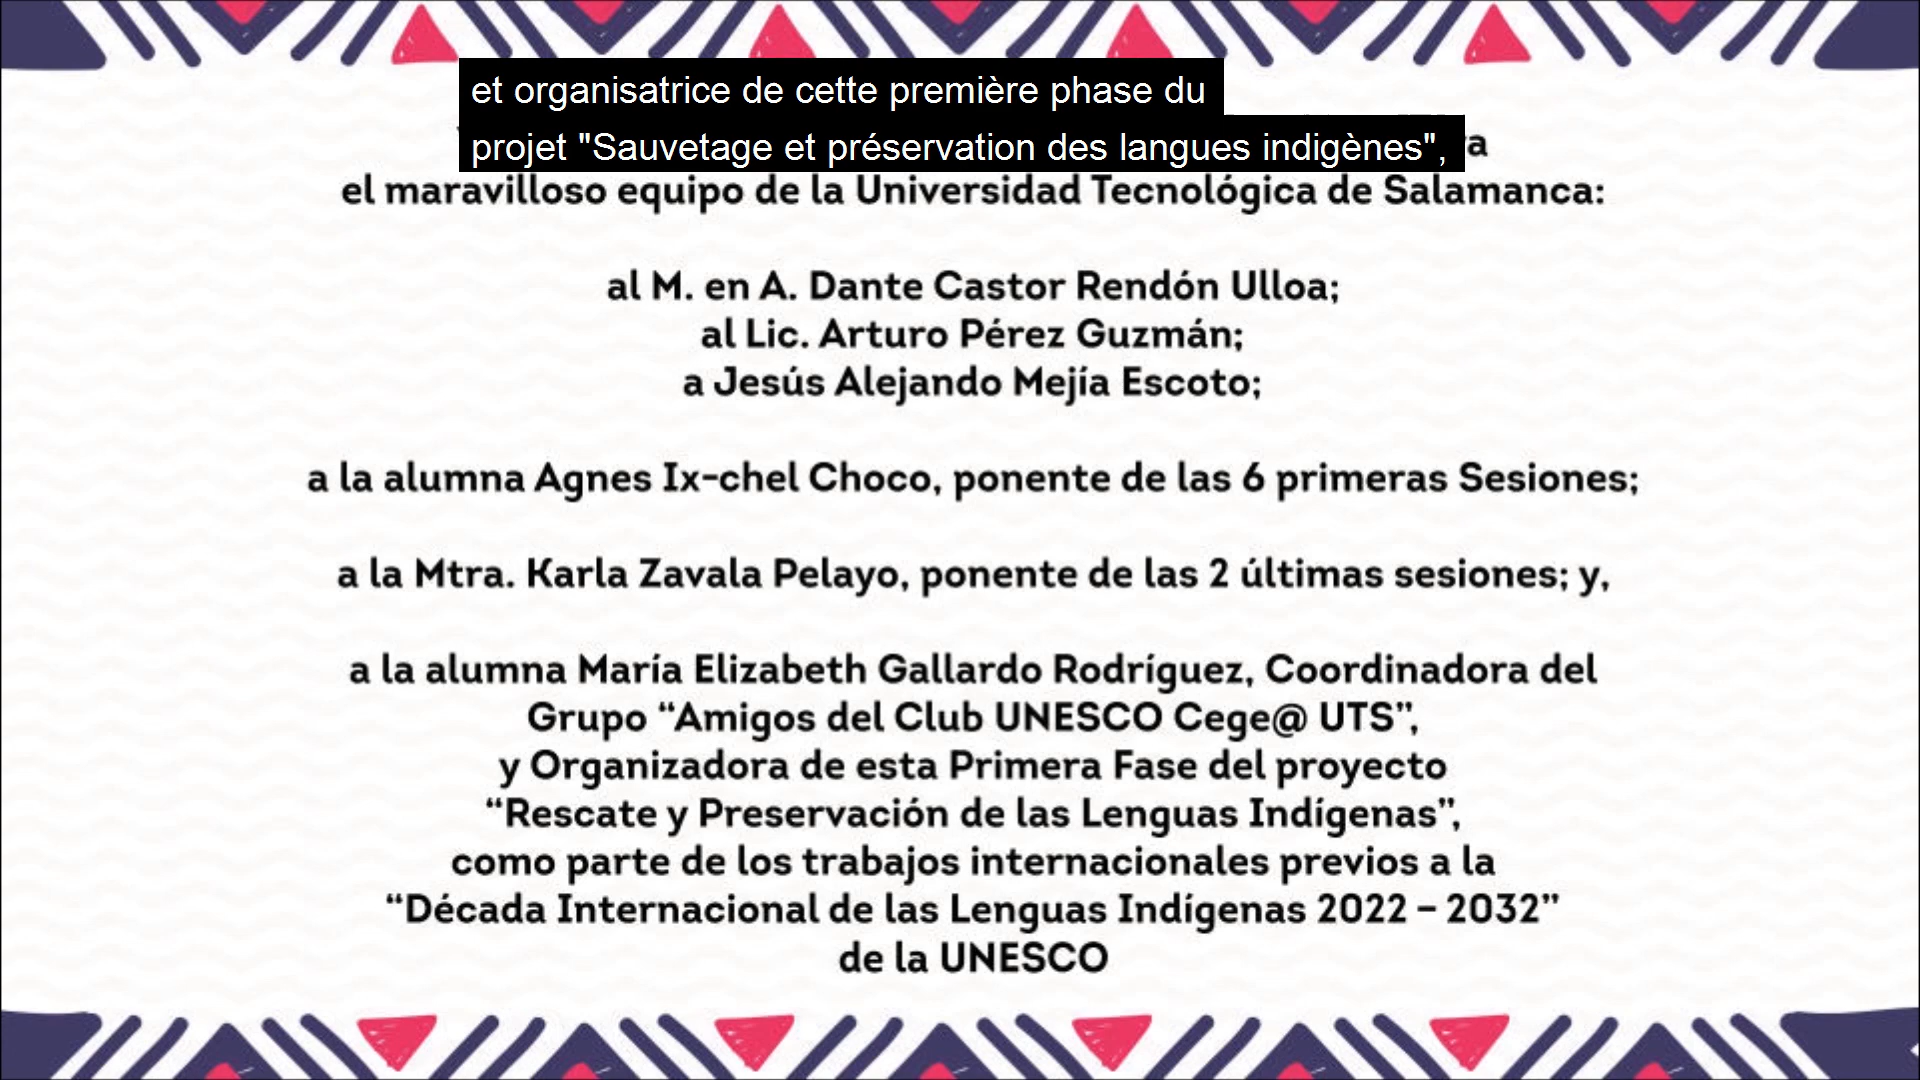 et organisatrice de cette première phase du
projet "Sauvetage et préservation des langues indigènes",
el maravilloso equipo de la Universidad Tecnológica de Salamanca:
al M. en A. Dante Castor Rendón Ulloa;
al Lic. Arturo Pérez Guzmán;
a Jesús Alejando Mejía Escoto;
a la alumna Agnes Ix-chel Choco, ponente de las 6 primeras Sesiones;
a la Mtra. Karla Zavala Pelayo, ponente de las 2 últimas sesiones; y,
a la alumna María Elizabeth Gallardo Rodríguez, Coordinadora del
Grupo “Amigos del Club UNESCO Cege@ UTS”,
y Organizadora de esta Primera Fase del proyecto
“Rescate y Preservación de las Lenguas Indígenas”,
como parte de los trabajos internacionales previos a la
“Década Internacional de las Lenguas Indígenas 2022 – 2032”
de la UNESCO